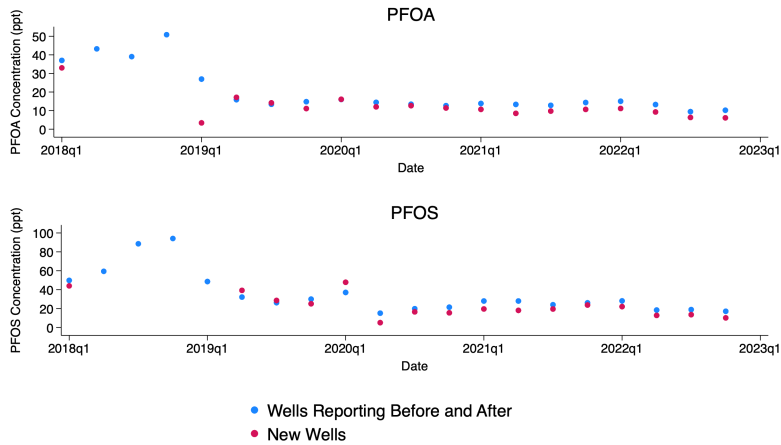 PFOA
PFOA Concentration (ppt)
50
40
30
20
10
0
2018q1 2019q1 2020q1 2021q1 2022q1 2023q1
Date
PFOS
PFOS Concentration (ppt)
100
80
60
40
20
0
2018q1 2019q1 2020q1 2021q1 2022q1 2023q1
Date
Wells Reporting Before and After
New Wells